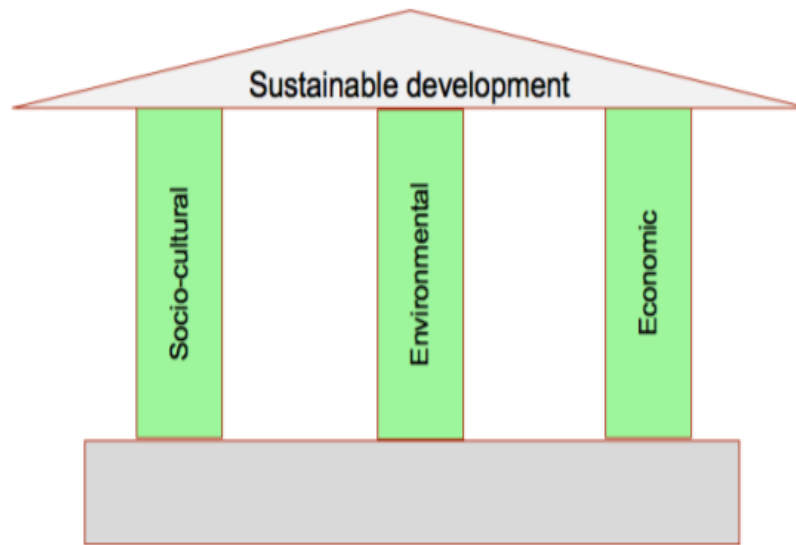 Sustainable development
Socio-cultural
Environmental
Economic